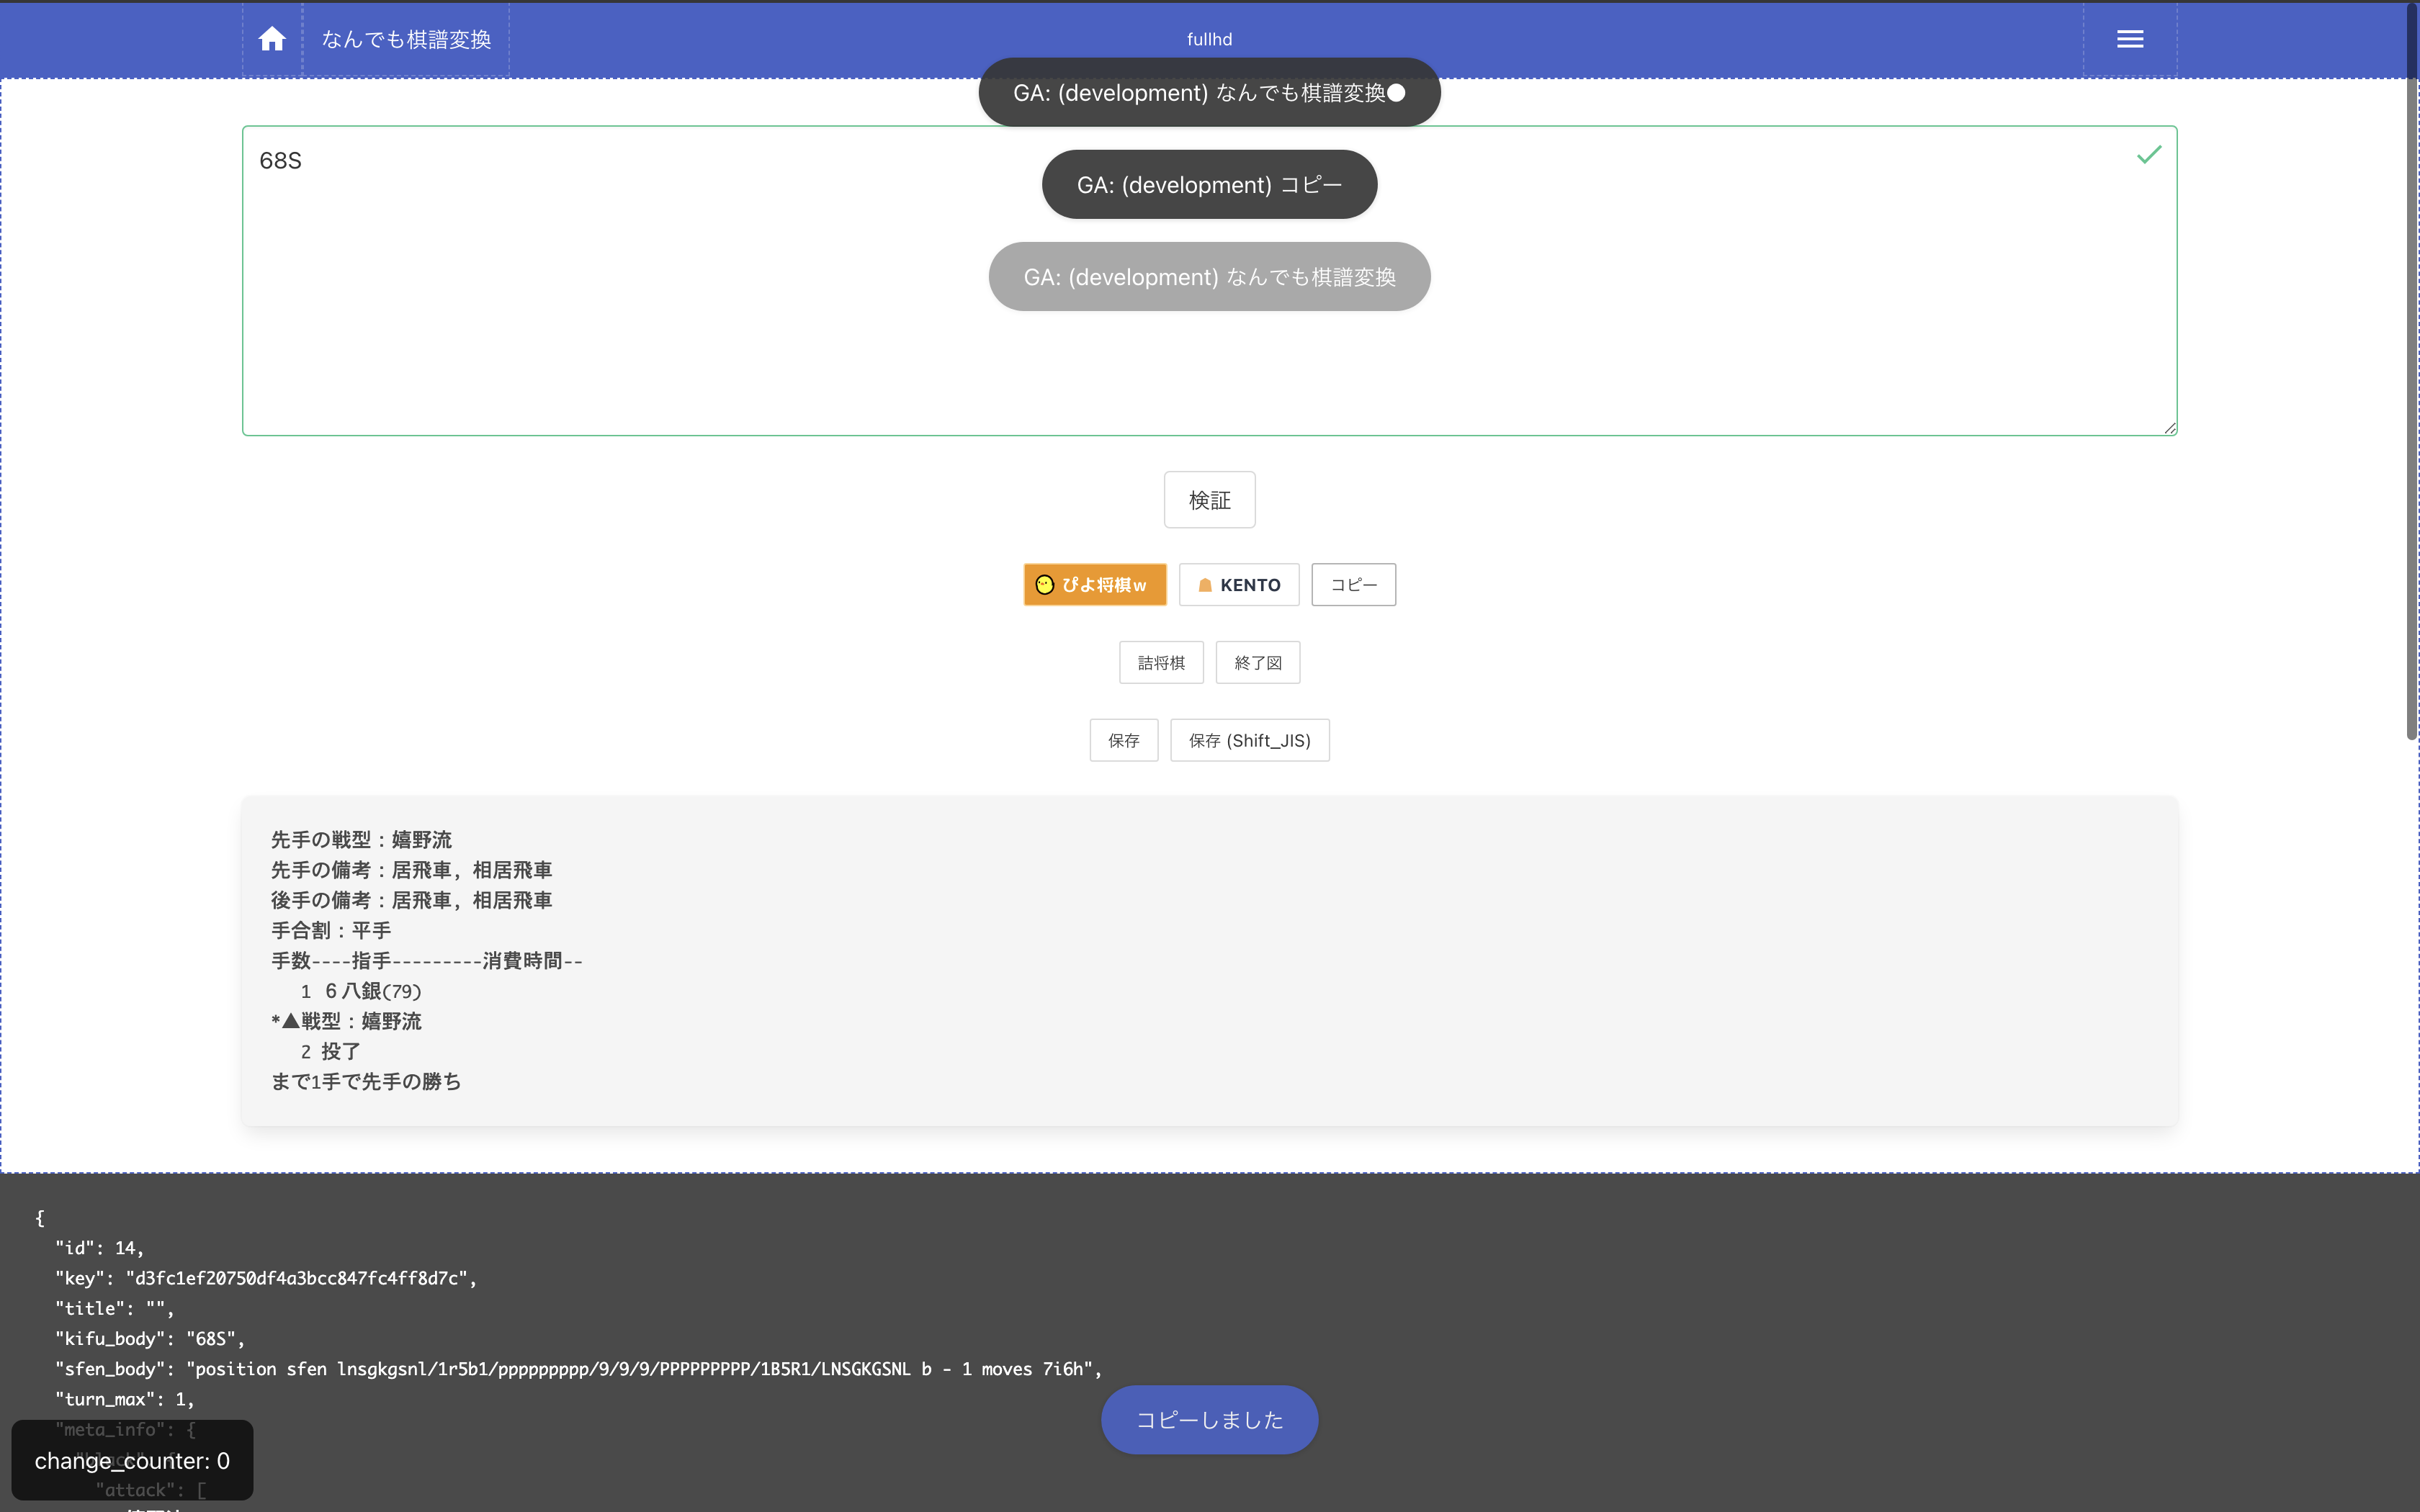 なんでも棋譜変換
fullhd
GA: (development) なんでも棋譜変換●
68S
GA: (development) コピー
GA: (development) なんでも棋譜変換
検証
ぴよ将棋w
KENTO
コピー
詰将棋
終了図
保存
保存 (Shift_JIS)
先手の戦型：嬉野流
先手の備考：居飛車, 相居飛車
後手の備考：居飛車, 相居飛車
手合割：平手
手数----指手---------消費時間--
   1 ６八銀(79)
*▲戦型：嬉野流
   2 投了
まで1手で先手の勝ち
{
  "id": 14,
  "key": "d3fc1ef20750df4a3bcc847fc4ff8d7c",
  "title": "",
  "kifu_body": "68S",
  "sfen_body": "position sfen lnsgkgsnl/1r5b1/ppppppppp/9/9/9/PPPPPPPPP/1B5R1/LNSGKGSNL b - 1 moves 7i6h",
  "turn_max": 1,
  "meta_info": {
コピーしました
change_counter: 0
      "attack": [